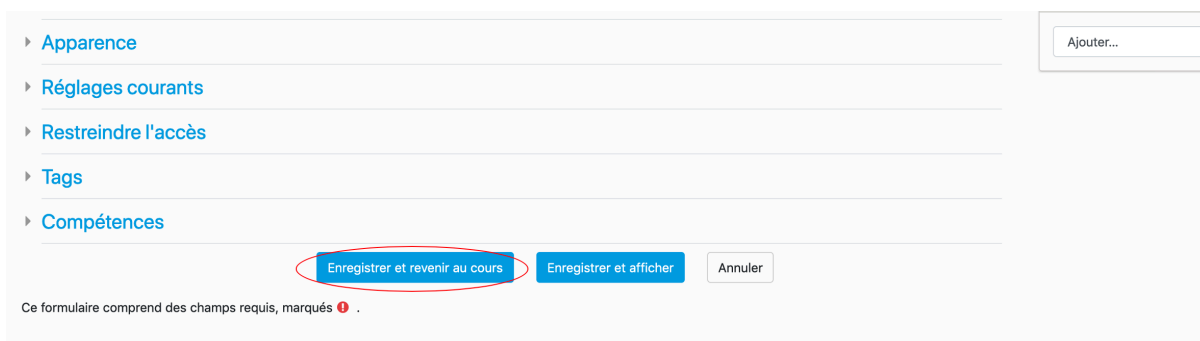 Apparence
Ajouter...
Réglages courants
Restreindre l'accès
Tags
Compétences
Enregistrer et revenir au cours Enregistrer et afficher Annuler
Ce formulaire comprend des champs requis, marqués ! .